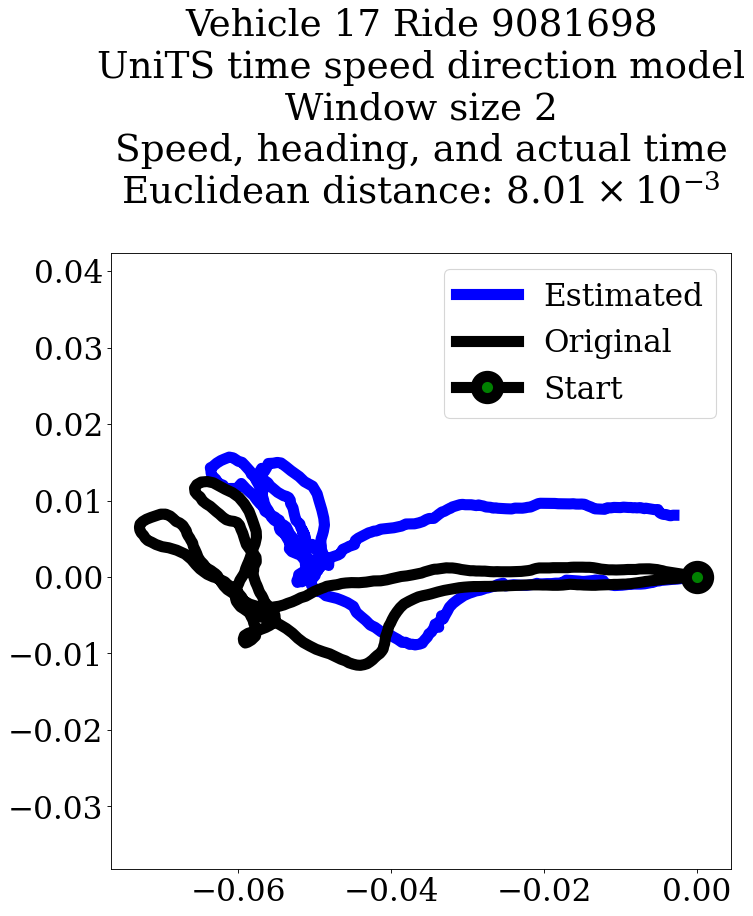 Vehicle 17 Ride 9081698
UniTS time speed direction model
Window size 2
Speed, heading, and actual time
Euclidean distance: 8.01 × 10⁻³
Estimated
Original
Start
0.04
0.03
0.02
0.01
0.00
−0.01
−0.02
−0.03
−0.06 −0.04 −0.02 0.00